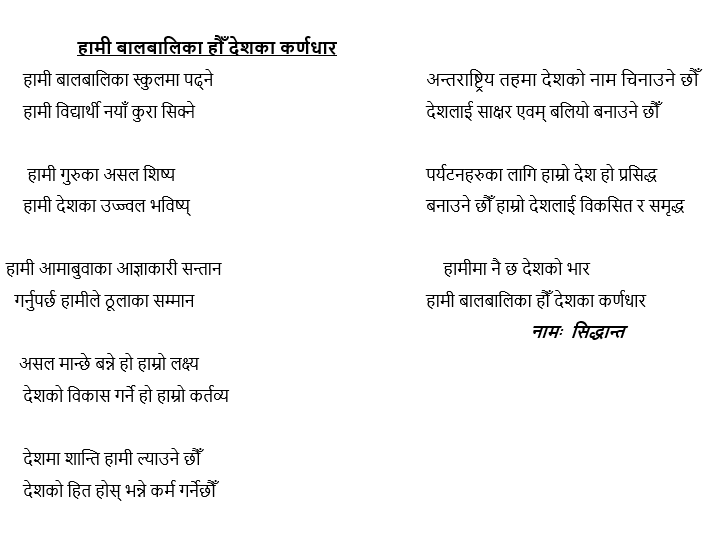 हामी बालबालिका हौँ देशका कर्णधार
हामी बालबालिका स्कुलमा पढ्ने
हामी विद्यार्थी नयाँ कुरा सिक्ने
हामी गुरुका असल शिष्य
हामी देशका उज्ज्वल भविष्य्
हामी आमाबुवाका आज्ञाकारी सन्तान
गर्नुपर्छ हामीले ठूलाका सम्मान
असल मान्छे बन्ने हो हाम्रो लक्ष्य
देशको विकास गर्ने हो हाम्रो कर्तव्य
देशमा शान्ति हामी ल्याउने छौँ
देशको हित होस् भन्ने कर्म गर्नेछौँ
अन्तराष्ट्रिय तहमा देशको नाम चिनाउने छौँ
देशलाई साक्षर एवम् बलियो बनाउने छौँ
पर्यटनहरुका लागि हाम्रो देश हो प्रसिद्ध
बनाउने छौँ हाम्रो देशलाई विकसित र समृद्ध
हामीमा नै छ देशको भार
हामी बालबालिका हौँ देशका कर्णधार
नामः सिद्धान्त